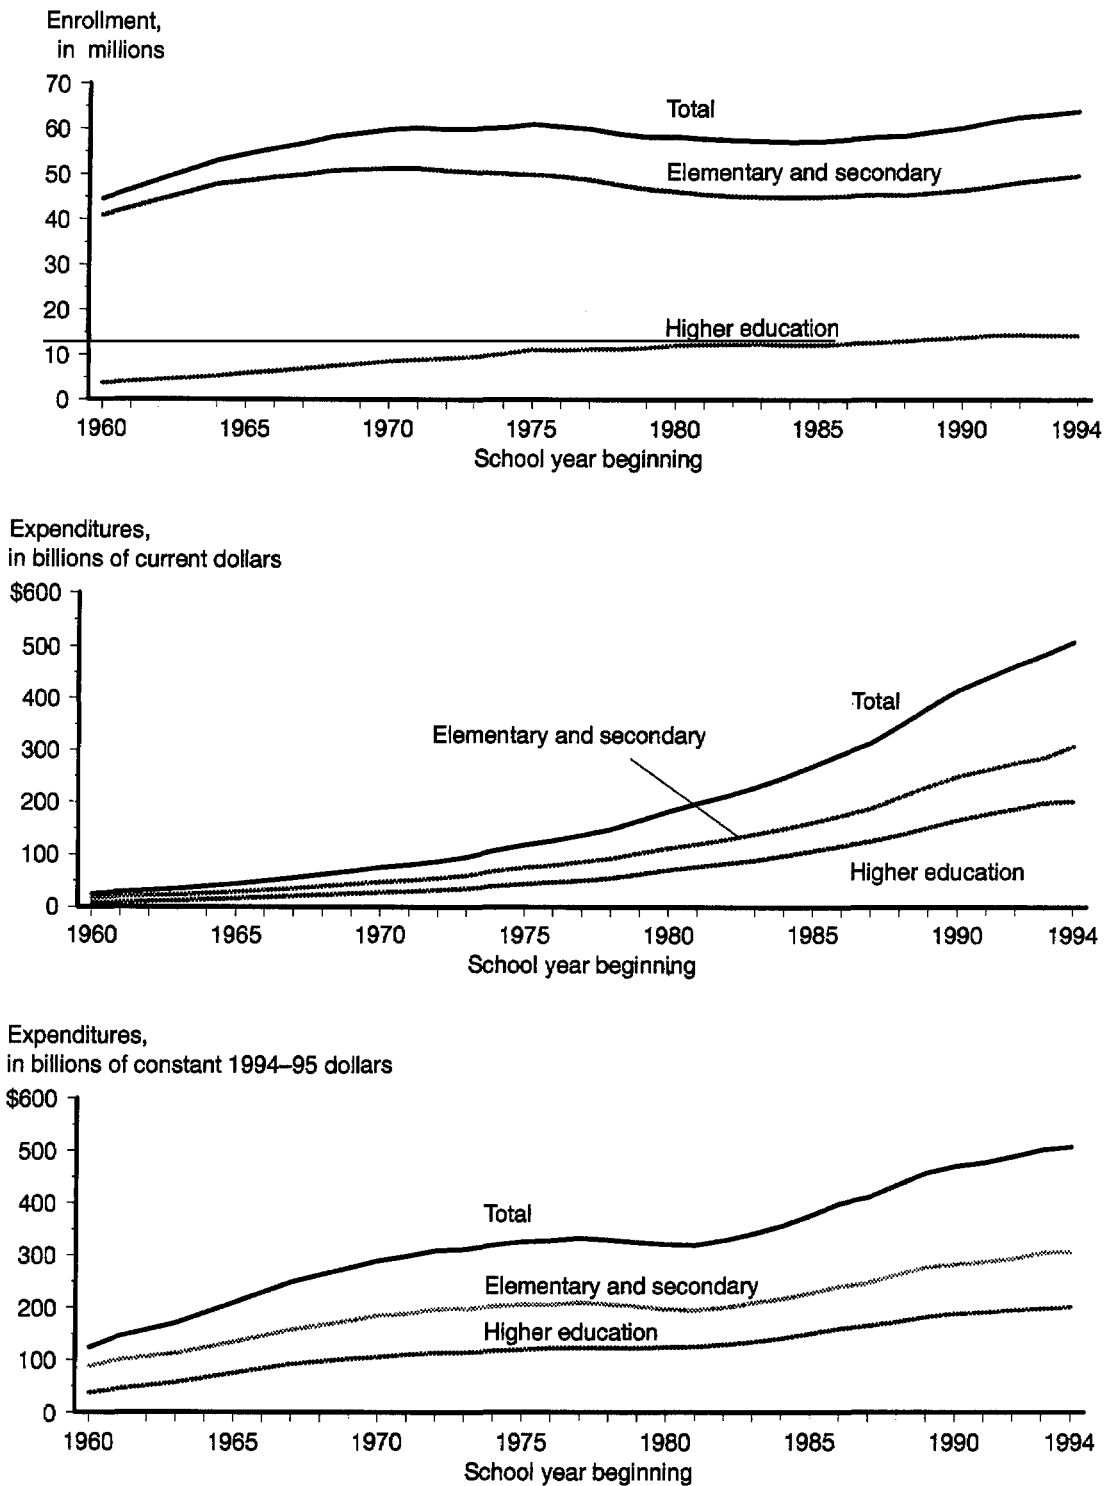 Enrollment,
in millions
70
Total
60
50
Elementary and secondary
40
30
20
Higher education
10
0
1960 1965 1970 1975 1980 1985 1990 1994
School year beginning
Expenditures,
in billions of current dollars
$600
500
400
Total
Elementary and secondary
300
200
100
Higher education
0
1960 1965 1970 1975 1980 1985 1990 1994
School year beginning
Expenditures,
in billions of constant 1994–95 dollars
$600
500
400
Total
300
Elementary and secondary
200
Higher education
100
0
1960 1965 1970 1975 1980 1985 1990 1994
School year beginning